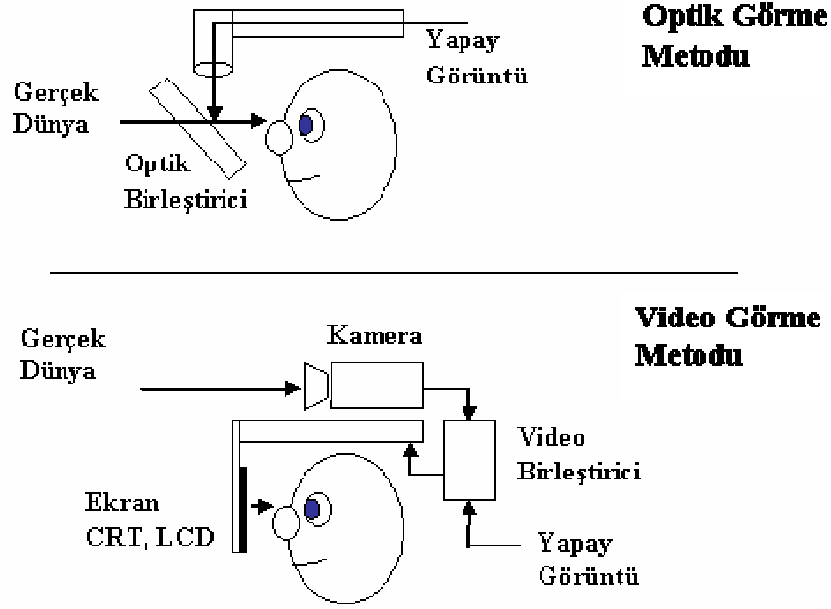 Optik Görme
Metodu
Yapay
Görüntü
Gerçek
Dünya
Optik
Birleştirici
Video Görme
Metodu
Gerçek
Dünya
Kamera
Video
Birleştirici
Ekran
CRT, LCD
Yapay
Görüntü